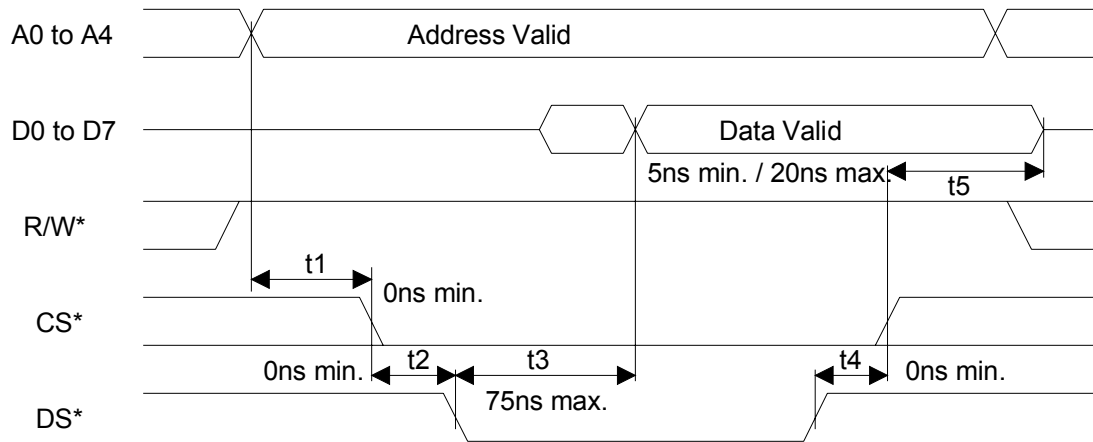 A0 to A4
Address Valid
D0 to D7
Data Valid
5ns min. / 20ns max.
t5
R/W*
t1
0ns min.
CS*
0ns min.
t2
t3
t4
0ns min.
75ns max.
DS*